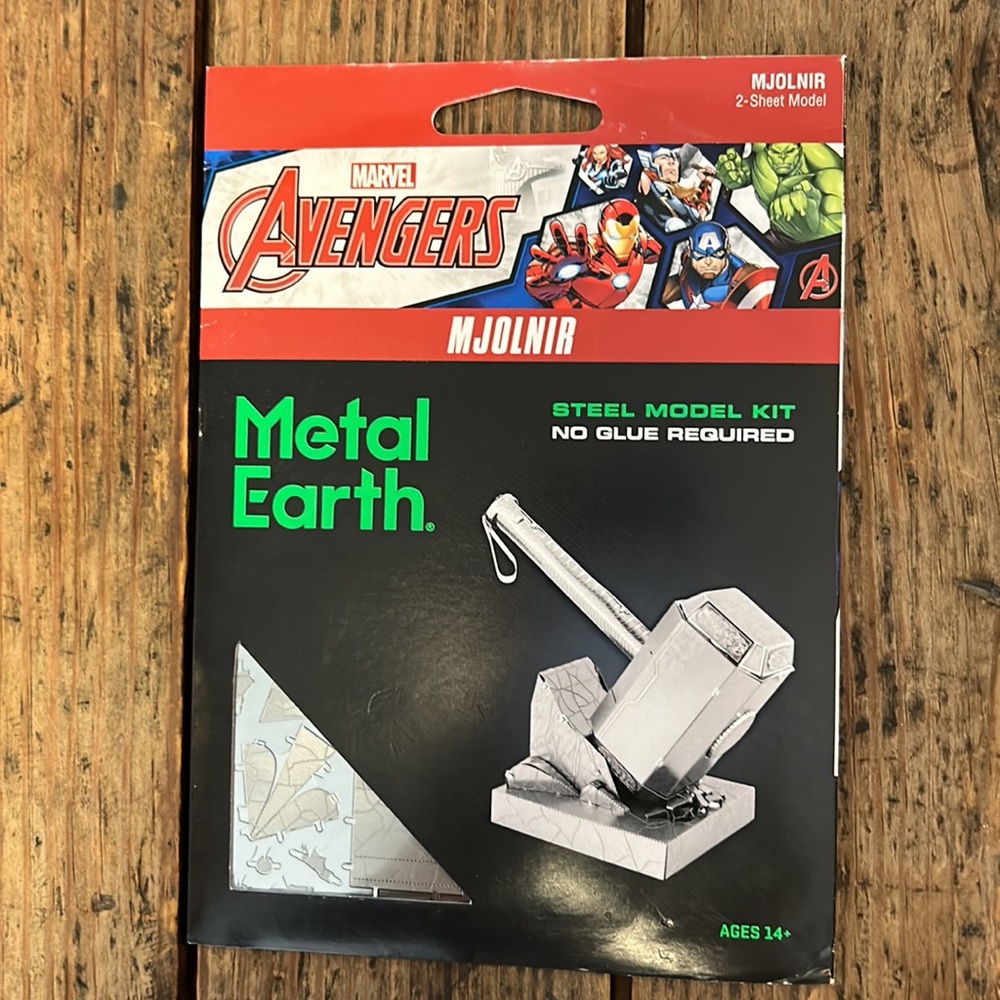 MJOLNIR
2-Sheet Model
MARVEL
AVENGERS
MJOLNIR
Metal
Earth®
STEEL MODEL KIT
NO GLUE REQUIRED
AGES 14+